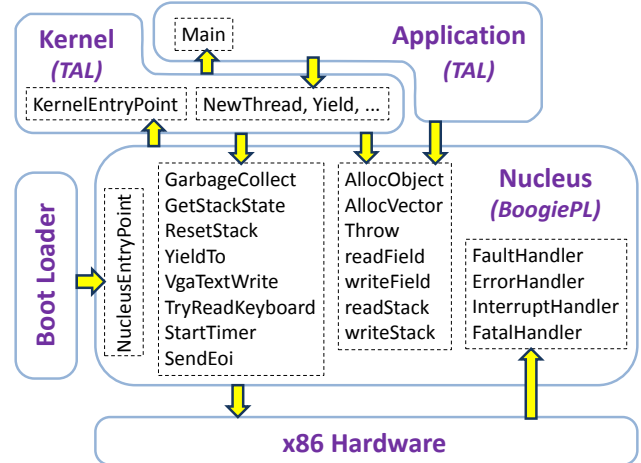 Kernel
(TAL)
Main
Application
(TAL)
KernelEntryPoint
NewThread, Yield, ...
Boot Loader
NucleusEntryPoint
GarbageCollect
GetStackState
ResetStack
YieldTo
VgaTextWrite
TryReadKeyboard
StartTimer
SendEoi
AllocObject
AllocVector
Throw
readField
writeField
readStack
writeStack
Nucleus
(BoogiePL)
FaultHandler
ErrorHandler
InterruptHandler
FatalHandler
x86 Hardware